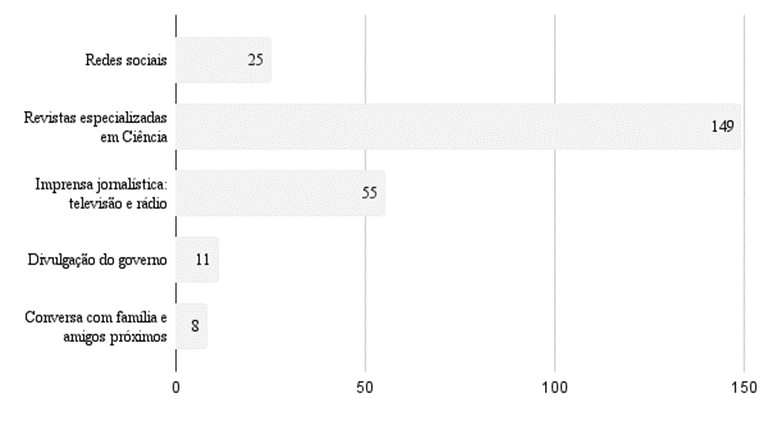 Redes sociais
25
Revistas especializadas
em Ciência
149
Imprensa jornalística:
televisão e rádio
55
Divulgação do governo
11
Conversa com família e
amigos próximos
8
0
50
100
150